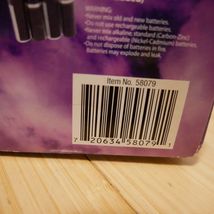 WARNING:
•Never mix old and new batteries.
•Do not use rechargeable batteries.
•Never mix alkaline, standard (Carbon-Zinc)
and rechargeable (Nickel-Cadmium) batteries.
•Do not dispose of batteries in fire.
Batteries may explode and leak.
Item No. 58079
7 20634 58079 1